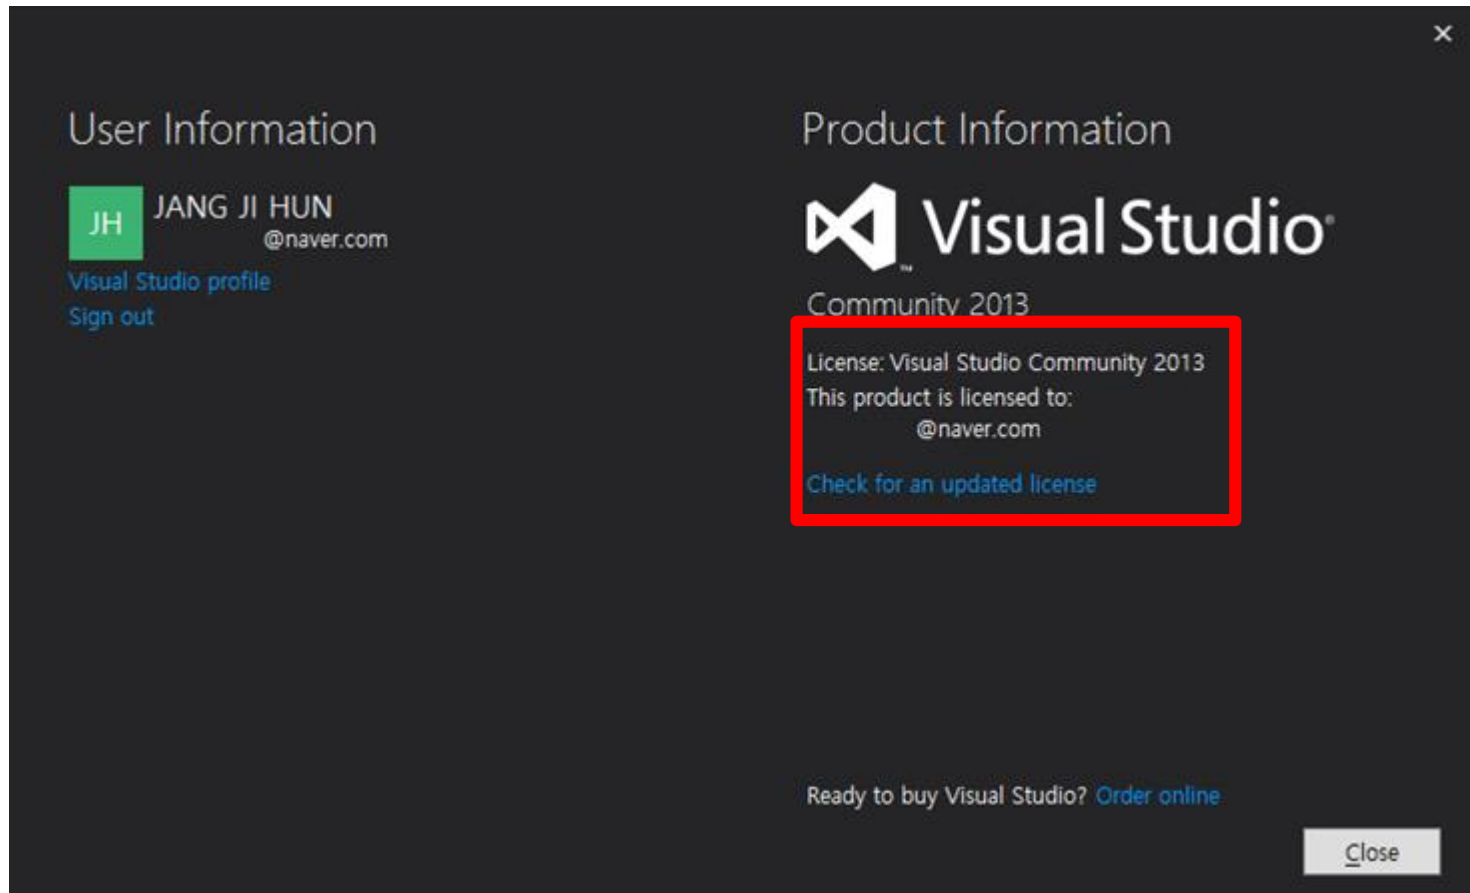 User Information
JH
JANG JI HUN
@naver.com
Visual Studio profile
Sign out
Product Information
Visual Studio®
™
Community 2013
License: Visual Studio Community 2013
This product is licensed to:
@naver.com
Check for an updated license
Ready to buy Visual Studio? Order online
Close